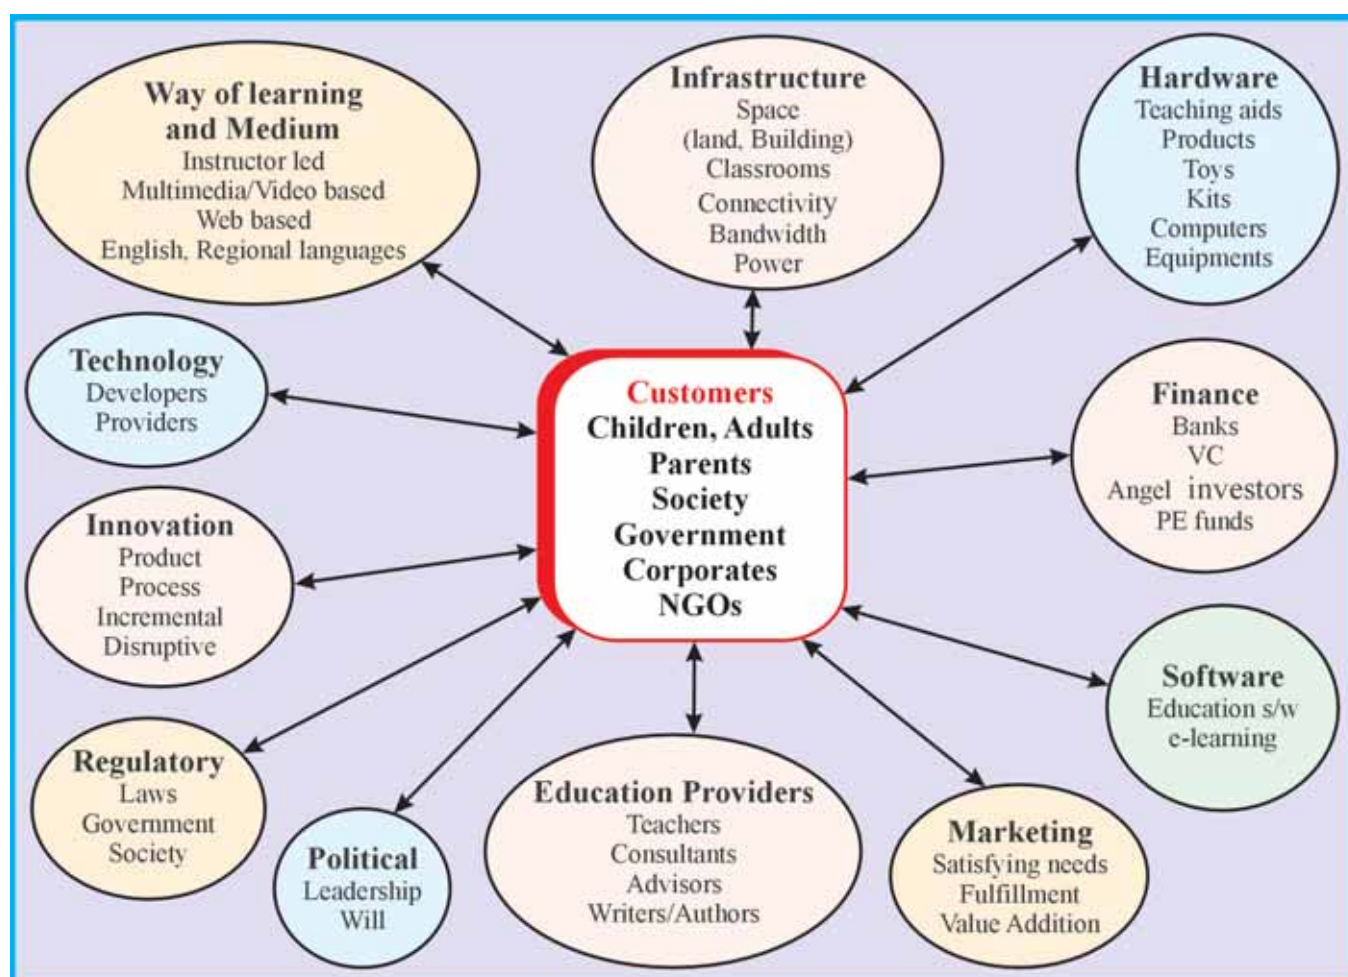 Way of learning
and Medium
Instructor led
Multimedia/Video based
Web based
English, Regional languages
Infrastructure
Space
(land, Building)
Classrooms
Connectivity
Bandwidth
Power
Hardware
Teaching aids
Products
Toys
Kits
Computers
Equipments
Technology
Developers
Providers
Customers
Children, Adults
Parents
Society
Government
Corporates
NGOs
Finance
Banks
VC
Angel investors
PE funds
Innovation
Product
Process
Incremental
Disruptive
Software
Education s/w
e-learning
Regulatory
Laws
Government
Society
Political
Leadership
Will
Education Providers
Teachers
Consultants
Advisors
Writers/Authors
Marketing
Satisfying needs
Fulfillment
Value Addition